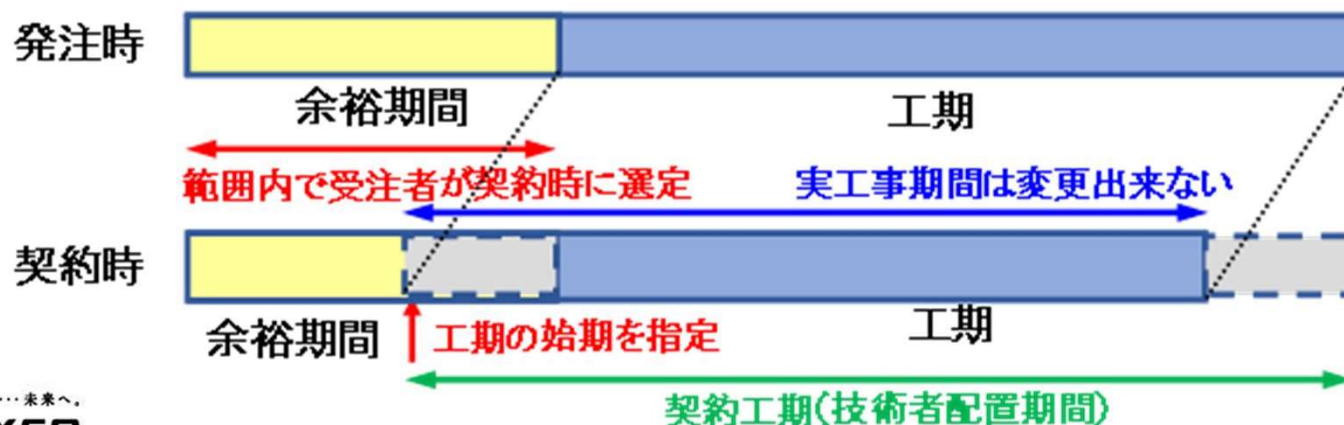 発注時
余裕期間
工期
範囲内で受注者が契約時に選定
実工事期間は変更出来ない
契約時
余裕期間
工期の始期を指定
工期
契約工期(技術者配置期間)
…未来へ。